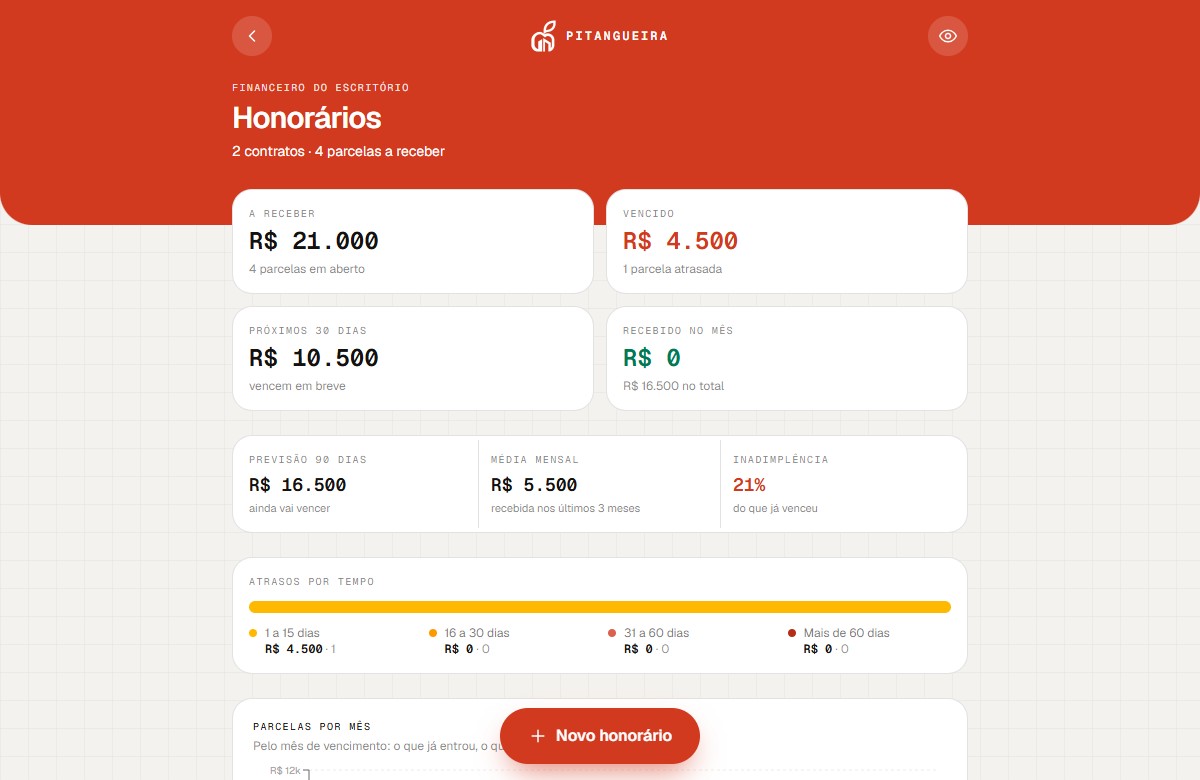 PITANGUEIRA
FINANCEIRO DO ESCRITÓRIO
Honorários
2 contratos · 4 parcelas a receber
A RECEBER
R$ 21.000
4 parcelas em aberto
VENCIDO
R$ 4.500
1 parcela atrasada
PRÓXIMOS 30 DIAS
R$ 10.500
vencem em breve
RECEBIDO NO MÊS
R$ 0
R$ 16.500 no total
PREVISÃO 90 DIAS
R$ 16.500
ainda vai vencer
MÉDIA MENSAL
R$ 5.500
recebida nos últimos 3 meses
INADIMPLÊNCIA
21%
do que já venceu
ATRASOS POR TEMPO
1 a 15 dias
R$ 4.500 · 1
16 a 30 dias
R$ 0 · 0
31 a 60 dias
R$ 0 · 0
Mais de 60 dias
R$ 0 · 0
PARCELAS POR MÊS
Pelo mês de vencimento: o que já entrou, o
Novo honorário
R$ 12k